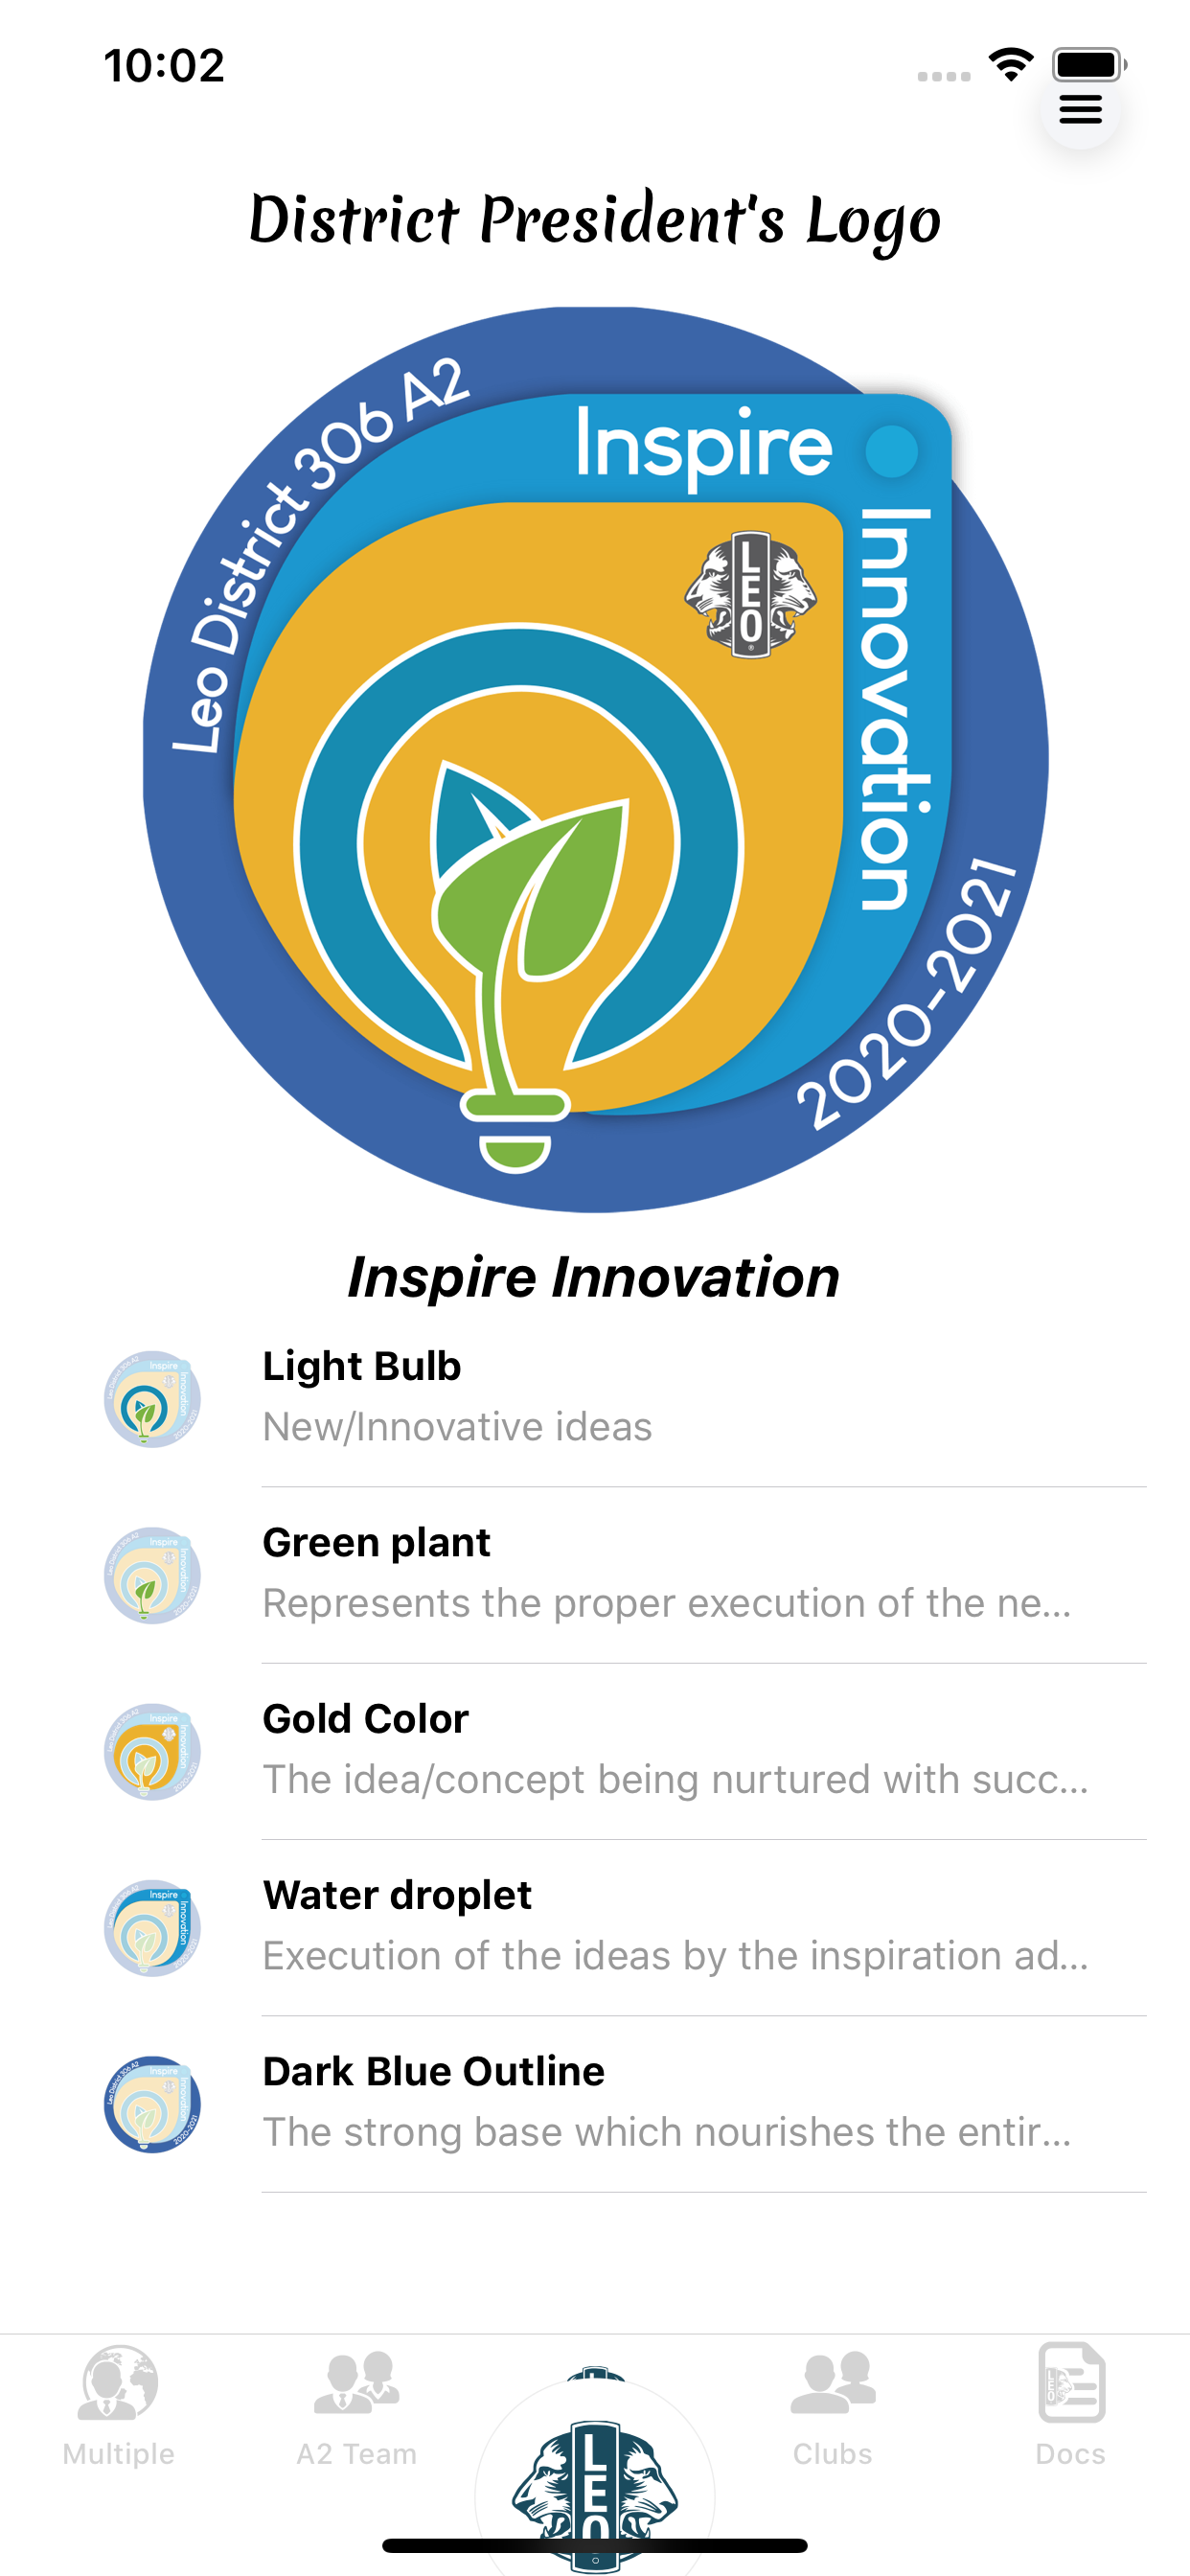 10:02
District President's Logo
Leo District 306 A2
Inspire
Innovation
LEO
2020-2021
Inspire Innovation
Light Bulb
New/Innovative ideas
Green plant
Represents the proper execution of the ne...
Gold Color
The idea/concept being nurtured with succ...
Water droplet
Execution of the ideas by the inspiration ad...
Dark Blue Outline
The strong base which nourishes the entir...
Multiple
A2 Team
LEO
Clubs
Docs